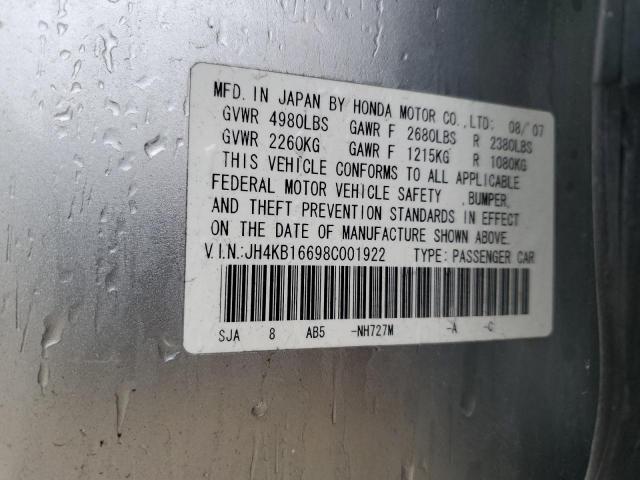 MFD. IN JAPAN BY HONDA MOTOR CO.,LTD: 08/'07
GVWR 4980LBS GAWR F 2680LBS R 2380LBS
GVWR 2260KG GAWR F 1215KG R 1080KG
THIS VEHICLE CONFORMS TO ALL APPLICABLE
FEDERAL MOTOR VEHICLE SAFETY ,BUMPER,
AND THEFT PREVENTION STANDARDS IN EFFECT
ON THE DATE OF MANUFACTURE SHOWN ABOVE.
V.I.N.:JH4KB16698C001922 TYPE: PASSENGER CAR
SJA 8 AB5 -NH727M -A -C